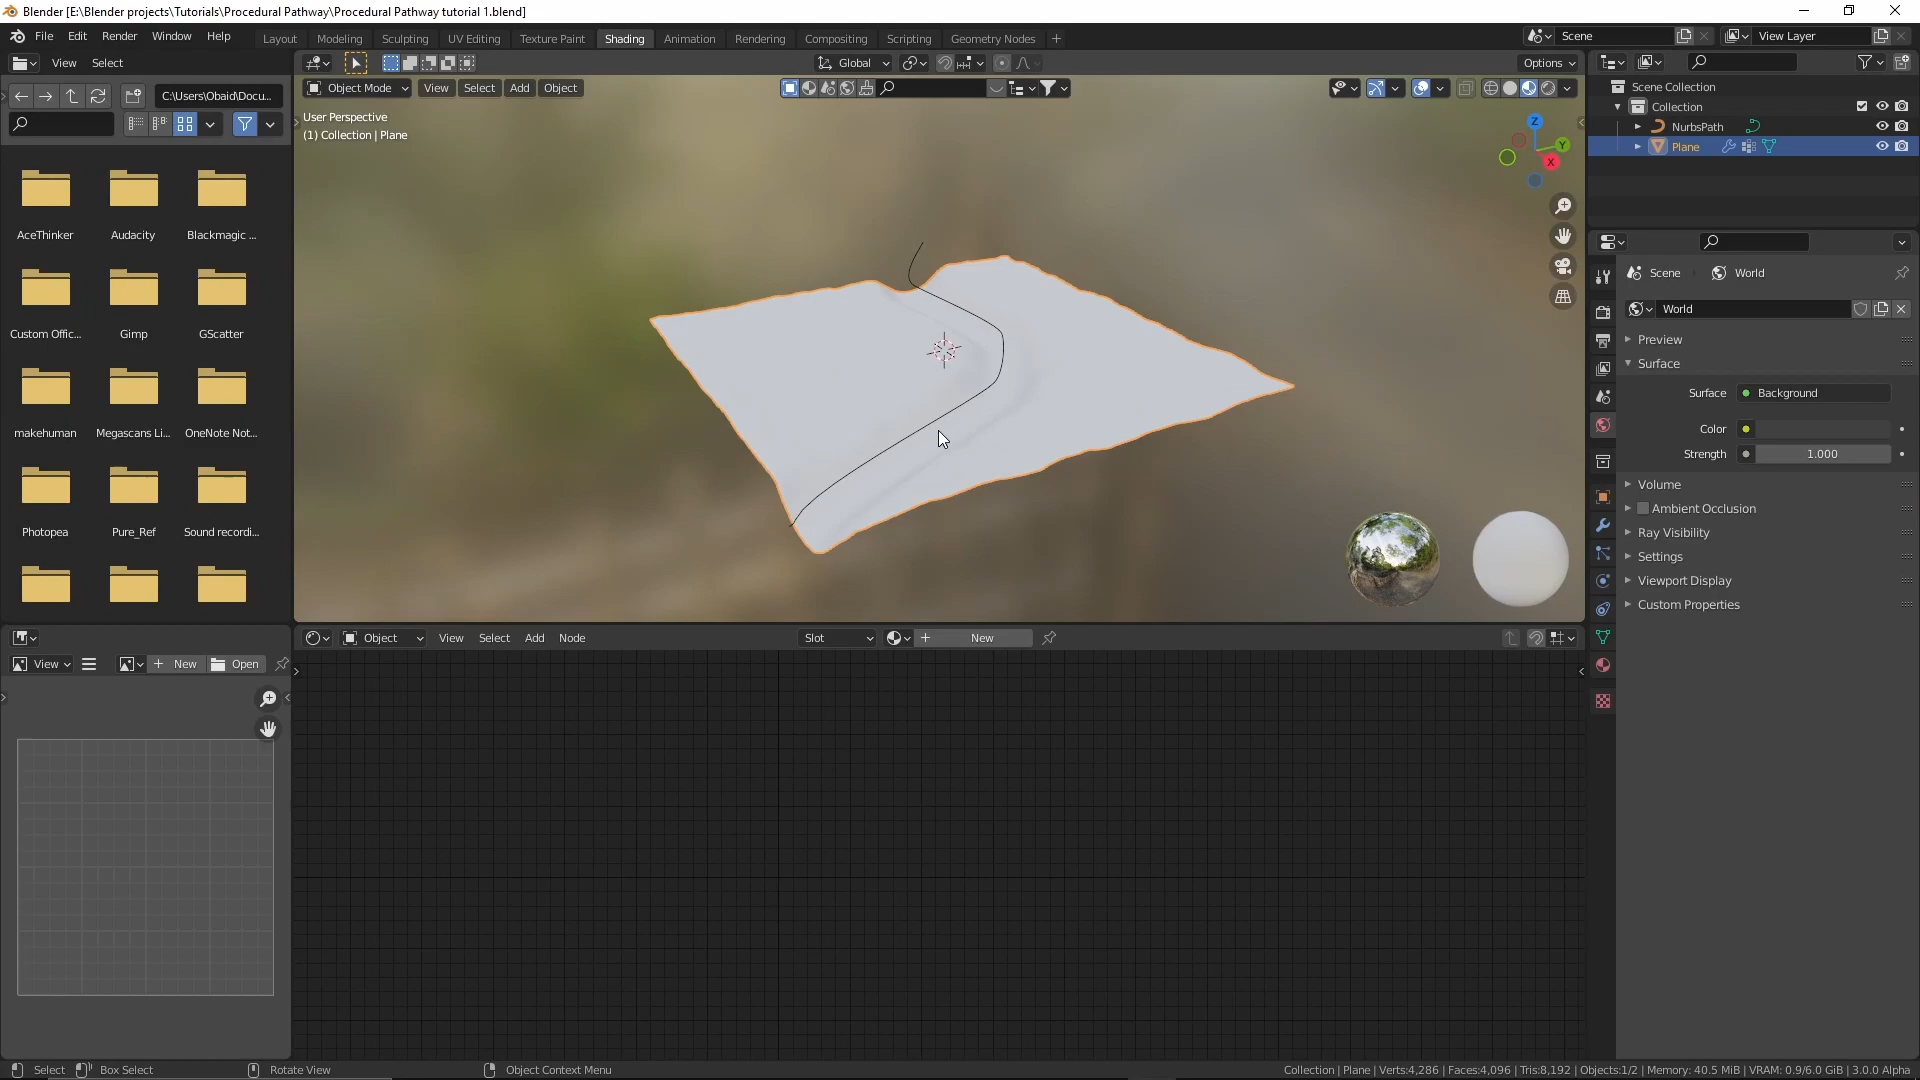 Blender [E:\Blender projects\Tutorials\Procedural Pathway\Procedural Pathway tutorial 1.blend]
File Edit Render Window Help
Layout Modeling Sculpting UV Editing Texture Paint Shading Animation Rendering Compositing Scripting Geometry Nodes
Scene
View Layer
View Select
Global
Options
C:\Users\Obaid\Docu...
Object Mode View Select Add Object
User Perspective
(1) Collection | Plane
Z
Y
X
AceThinker Audacity Blackmagic ...
Custom Offic... Gimp GScatter
makehuman Megascans Li... OneNote Not...
Photopea Pure_Ref Sound recordi...
Scene Collection
Collection
NurbsPath
Plane
Scene World
World
Preview
Surface
Surface Background
Color
Strength 1.000
Volume
Ambient Occlusion
Ray Visibility
Settings
Viewport Display
Custom Properties
Object View Select Add Node
Slot
New
View
New
Open
Select Box Select Rotate View Object Context Menu
Collection | Plane | Verts:4,286 | Faces:4,096 | Tris:8,192 | Objects:1/2 | Memory: 40.5 MiB | VRAM: 0.9/6.0 GiB | 3.0.0 Alpha